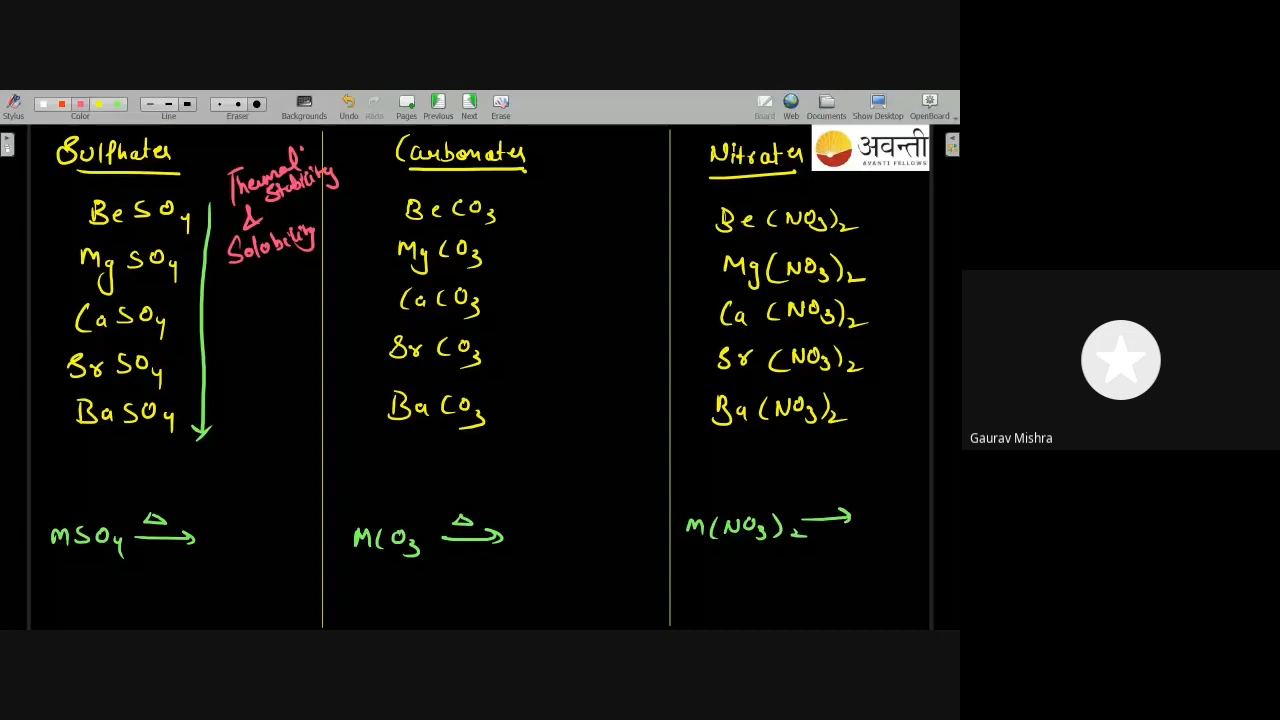 Stylus
Color
Line
Eraser
Backgrounds
Undo
Redo
Pages
Previous
Next
Erase
Board
Web
Documents
Show Desktop
OpenBoard
Sulphates
BeSO4
MgSO4
CaSO4
SrSO4
BaSO4
MSO4 Δ→
Thermal
Stability
&
Solobility
Carbonates
BeCO3
MgCO3
CaCO3
SrCO3
BaCO3
MCO3 Δ→
Nitrates
Be(NO3)2
Mg(NO3)2
Ca(NO3)2
Sr(NO3)2
Ba(NO3)2
M(NO3)2 →
अवन्ती
AVANTI FELLOWS
Gaurav Mishra